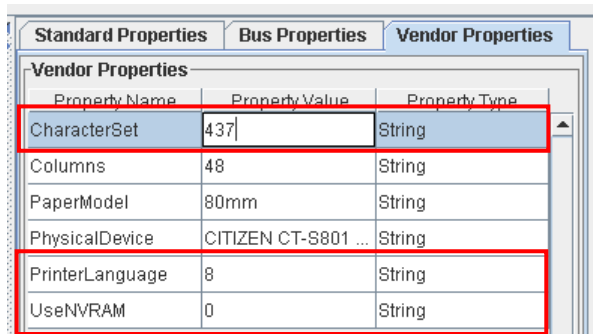 Standard Properties Bus Properties Vendor Properties
Vendor Properties
Property Name Property Value Property Type
CharacterSet 437 String
Columns 48 String
PaperModel 80mm String
PhysicalDevice CITIZEN CT-S801 ... String
PrinterLanguage 8 String
UseNVRAM 0 String